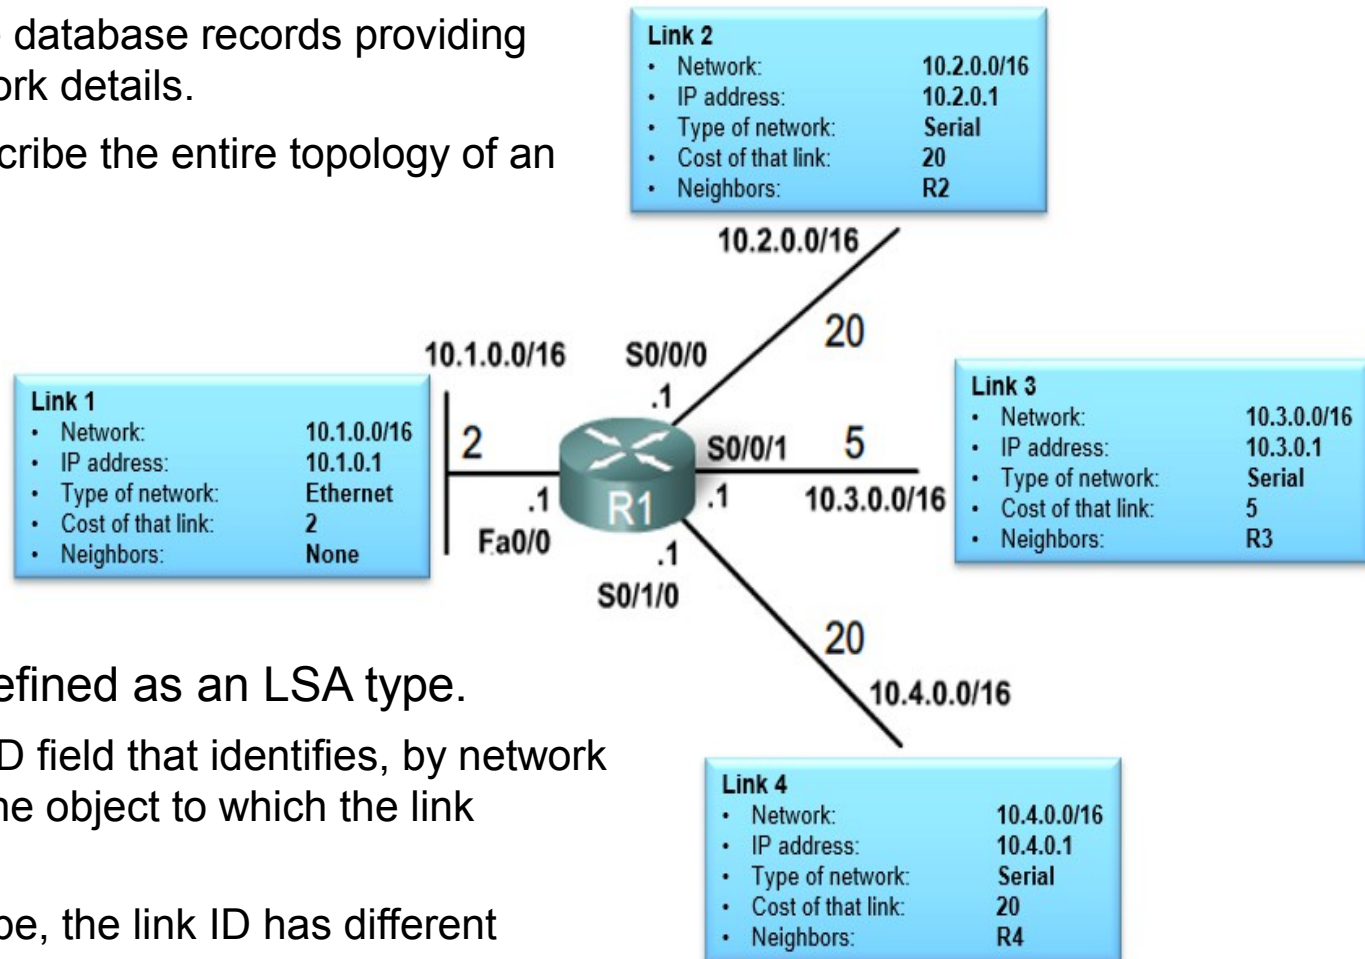 database records providing
ork details.
cribe the entire topology of an
Link 2
• Network: 10.2.0.0/16
• IP address: 10.2.0.1
• Type of network: Serial
• Cost of that link: 20
• Neighbors: R2
10.2.0.0/16
20
10.1.0.0/16
S0/0/0
.1
Link 1
• Network: 10.1.0.0/16
• IP address: 10.1.0.1
• Type of network: Ethernet
• Cost of that link: 2
• Neighbors: None
2
.1
Fa0/0
R1
S0/0/1
5
.1
10.3.0.0/16
Link 3
• Network: 10.3.0.0/16
• IP address: 10.3.0.1
• Type of network: Serial
• Cost of that link: 5
• Neighbors: R3
.1
S0/1/0
20
10.4.0.0/16
efined as an LSA type.
D field that identifies, by network
ne object to which the link
pe, the link ID has different
Link 4
• Network: 10.4.0.0/16
• IP address: 10.4.0.1
• Type of network: Serial
• Cost of that link: 20
• Neighbors: R4